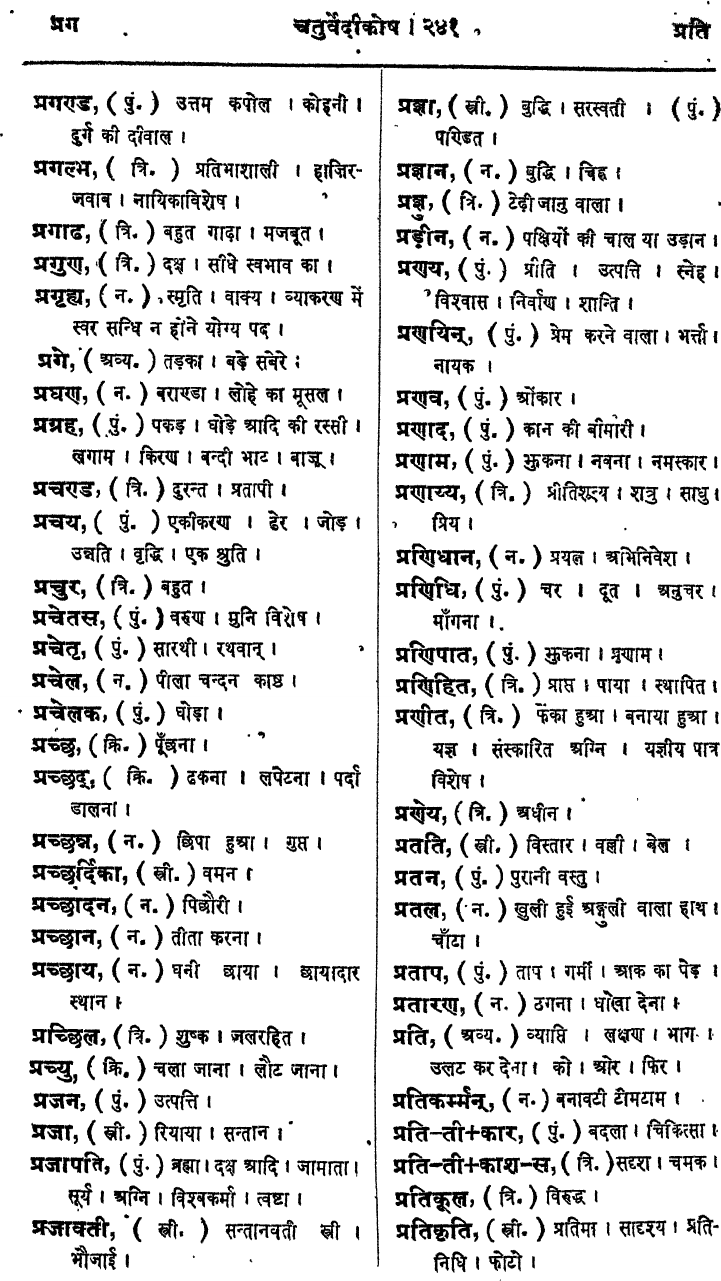 प्रग
चतुर्वेदीकोष । २४१
प्रति
प्रगण्ड, ( पुं. ) उत्तम कपोल । कोहनी ।
दुर्ग की दीवाल ।
प्रगल्भ, ( त्रि. ) प्रतिभाशाली । हाज़िर-
जवाब । नायिकाविशेष ।
प्रगाढ, ( त्रि. ) बहुत गाढ़ा । मजबूत ।
प्रगुण, ( त्रि. ) दक्ष । सीधे स्वभाव का ।
प्रगृह्य, ( न. ) स्मृति । वाक्य । व्याकरण में
स्वर सन्धि न होने योग्य पद ।
प्रगे, ( अव्य. ) तड़का । बड़े सबेरे ।
प्रघण, ( न. ) बराण्डा । लोहे का मूसल ।
प्रग्रह, ( पुं. ) पकड़ । घोड़े आदि की रस्सी ।
लगाम । किरण । बन्दी भाट । बाजू ।
प्रचण्ड, ( त्रि. ) दुरन्त । प्रतापी ।
प्रचय, ( पुं. ) एकीकरण । ढेर । जोड़ ।
उन्नति । वृद्धि । एक श्रुति ।
प्रचुर, ( त्रि. ) बहुत ।
प्रचेतस, ( पुं. ) वरुण । मुनि विशेष ।
प्रचेतृ, ( पुं. ) सारथी । रथवान् ।
प्रचेल, ( न. ) पीला चन्दन काष्ठ ।
प्रचेलक, ( पुं. ) घोड़ा ।
प्रच्छ, ( क्रि. ) पूँछना ।
प्रच्छद्, ( क्रि. ) ढकना । लपेटना । पर्दा
डालना ।
प्रच्छन्न, ( न. ) छिपा हुआ । गुप्त ।
प्रच्छर्दिका, ( स्त्री. ) वमन ।
प्रच्छादन, ( न. ) पिछौरी ।
प्रच्छान, ( न. ) तीता करना ।
प्रच्छाय, ( न. ) घनी छाया । छायादार
स्थान ।
प्रच्छिल, ( त्रि. ) शुष्क । जलरहित ।
प्रच्यु, ( क्रि. ) चला जाना । लौट जाना ।
प्रजन, ( पुं. ) उत्पत्ति ।
प्रजा, ( स्त्री. ) रियाया । सन्तान ।
प्रजापति, ( पुं. ) ब्रह्मा । दक्ष आदि । जामाता ।
सूर्य । अग्नि । विश्वकर्मा । त्वष्टा ।
प्रजावती, ( स्त्री. ) सन्तानवती स्त्री ।
भौजाई ।
प्रज्ञा, ( स्त्री. ) बुद्धि । सरस्वती । ( पुं. )
पण्डित ।
प्रज्ञान, ( न. ) बुद्धि । चिह्न ।
प्रज्ञु, ( त्रि. ) टेढ़ी जानु वाला ।
प्रडीन, ( न. ) पक्षियों की चाल या उड़ान ।
प्रणय, ( पुं. ) प्रीति । उत्पत्ति । स्नेह ।
विश्वास । निर्वाण । शान्ति ।
प्रणयिन्, ( पुं. ) प्रेम करने वाला । भर्त्ता ।
नायक ।
प्रणव, ( पुं. ) ओंकार ।
प्रणाद, ( पुं. ) कान की बीमारी ।
प्रणाम, ( पुं. ) झुकना । नवना । नमस्कार ।
प्रणाय्य, ( त्रि. ) प्रीतिशून्य । शत्रु । साधु ।
प्रिय ।
प्रणिधान, ( न. ) प्रयत्न । अभिनिवेश ।
प्रणिधि, ( पुं. ) चर । दूत । अनुचर ।
माँगना ।
प्रणिपात, ( पुं. ) झुकना । प्रणाम ।
प्रणिहित, ( त्रि. ) प्राप्त । पाया । स्थापित ।
प्रणीत, ( त्रि. ) फेंका हुआ । बनाया हुआ ।
यज्ञ । संस्कारित अग्नि । यज्ञीय पात्र
विशेष ।
प्रणेय, ( त्रि. ) अधीन ।
प्रतति, ( स्त्री. ) विस्तार । वल्ली । बेल ।
प्रतन, ( पुं. ) पुरानी वस्तु ।
प्रतल, ( न. ) खुली हुई अङ्गुली वाला हाथ ।
चाँटा ।
प्रताप, ( पुं. ) ताप । गर्मी । आक का पेड़ ।
प्रतारण, ( न. ) ठगना । धोखा देना ।
प्रति, ( अव्य. ) व्याप्ति । लक्षण । भाग ।
उलट कर देना । को । ओर । फिर ।
प्रतिकर्म्मन्, ( न. ) बनावटी टीमटाम ।
प्रति-ती+कार, ( पुं. ) बदला । चिकित्सा ।
प्रति-ती+काश-स, ( त्रि. ) सदृश । चमक ।
प्रतिकूल, ( त्रि. ) विरुद्ध ।
प्रतिकृति, ( स्त्री. ) प्रतिमा । सादृश्य । प्रति-
निधि । फोटो ।